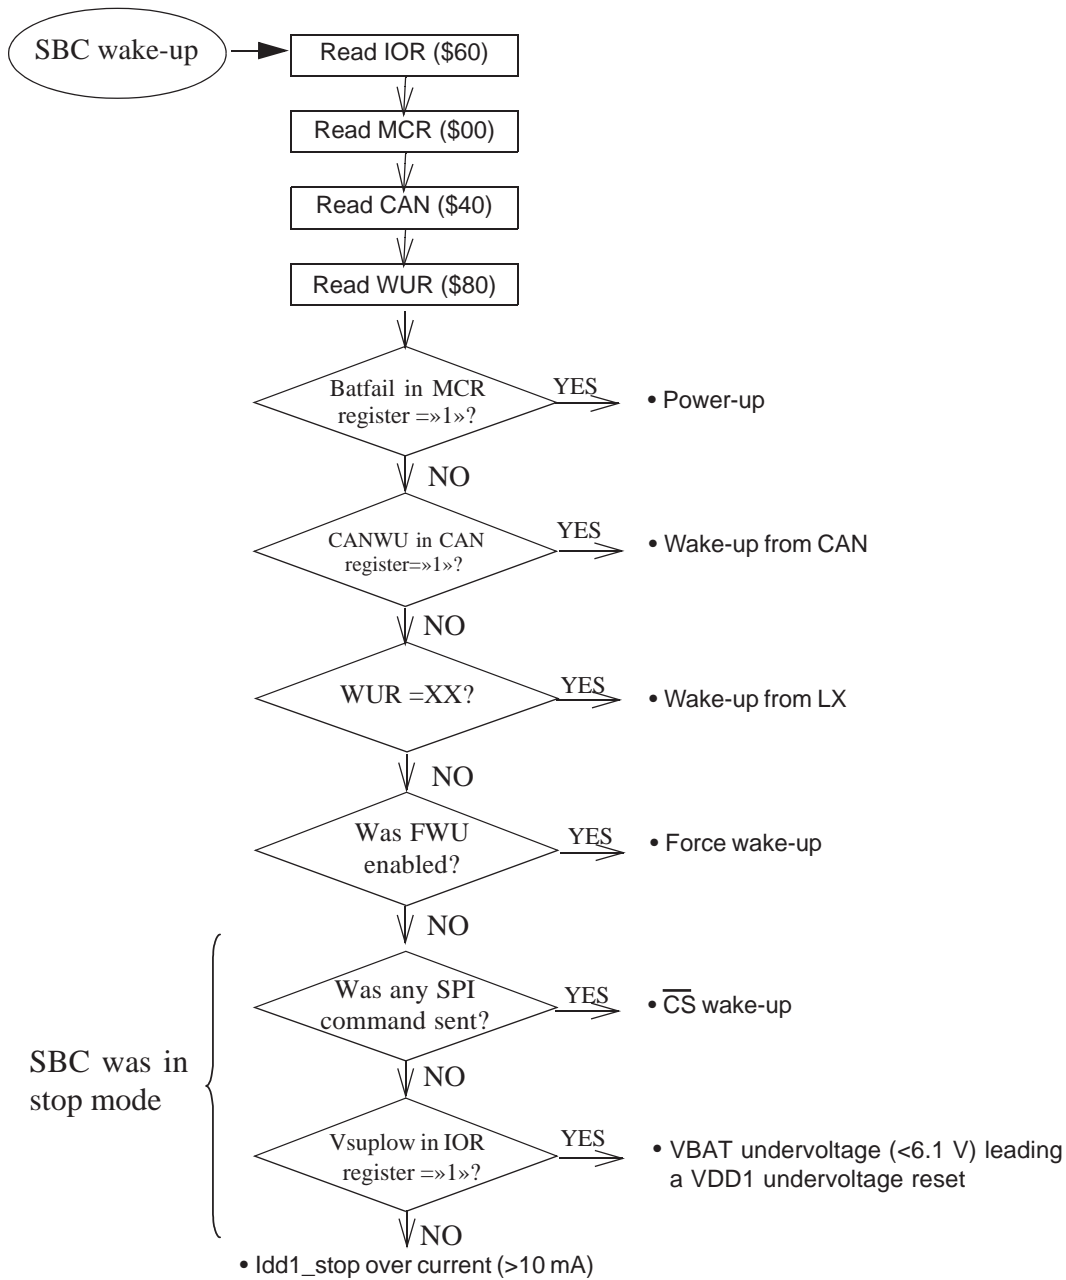 SBC wake-up
Read IOR ($60)
Read MCR ($00)
Read CAN ($40)
Read WUR ($80)
Batfail in MCR
register =»1»?
YES
• Power-up
NO
CANWU in CAN
register=»1»?
YES
• Wake-up from CAN
NO
WUR =XX?
YES
• Wake-up from LX
NO
Was FWU
enabled?
YES
• Force wake-up
NO
SBC was in
stop mode
Was any SPI
command sent?
YES
• C̅S̅ wake-up
NO
Vsuplow in IOR
register =»1»?
YES
• VBAT undervoltage (<6.1 V) leading
a VDD1 undervoltage reset
NO
• Idd1_stop over current (>10 mA)